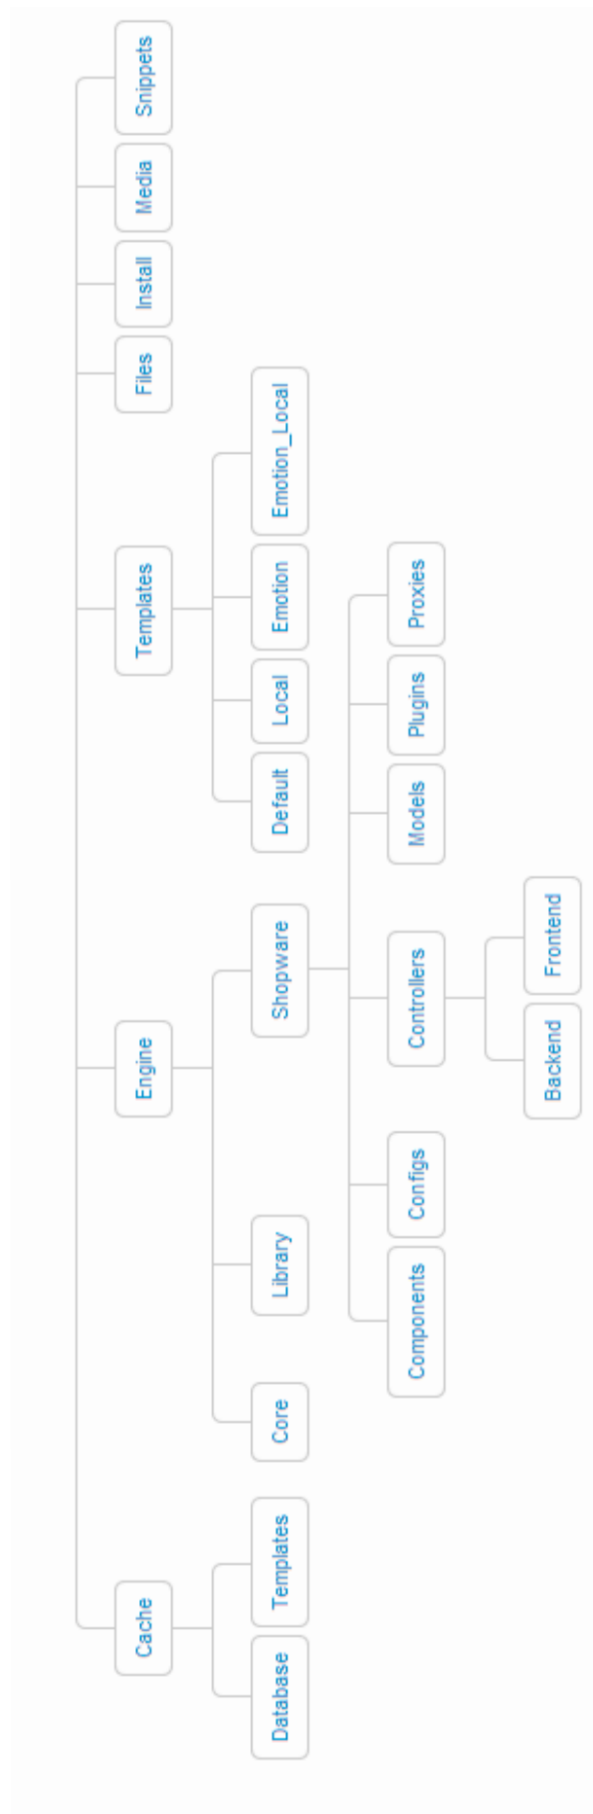 Cache
Engine
Templates
Files
Install
Media
Snippets
Database
Templates
Core
Library
Shopware
Default
Local
Emotion
Emotion_Local
Components
Configs
Controllers
Models
Plugins
Proxies
Backend
Frontend